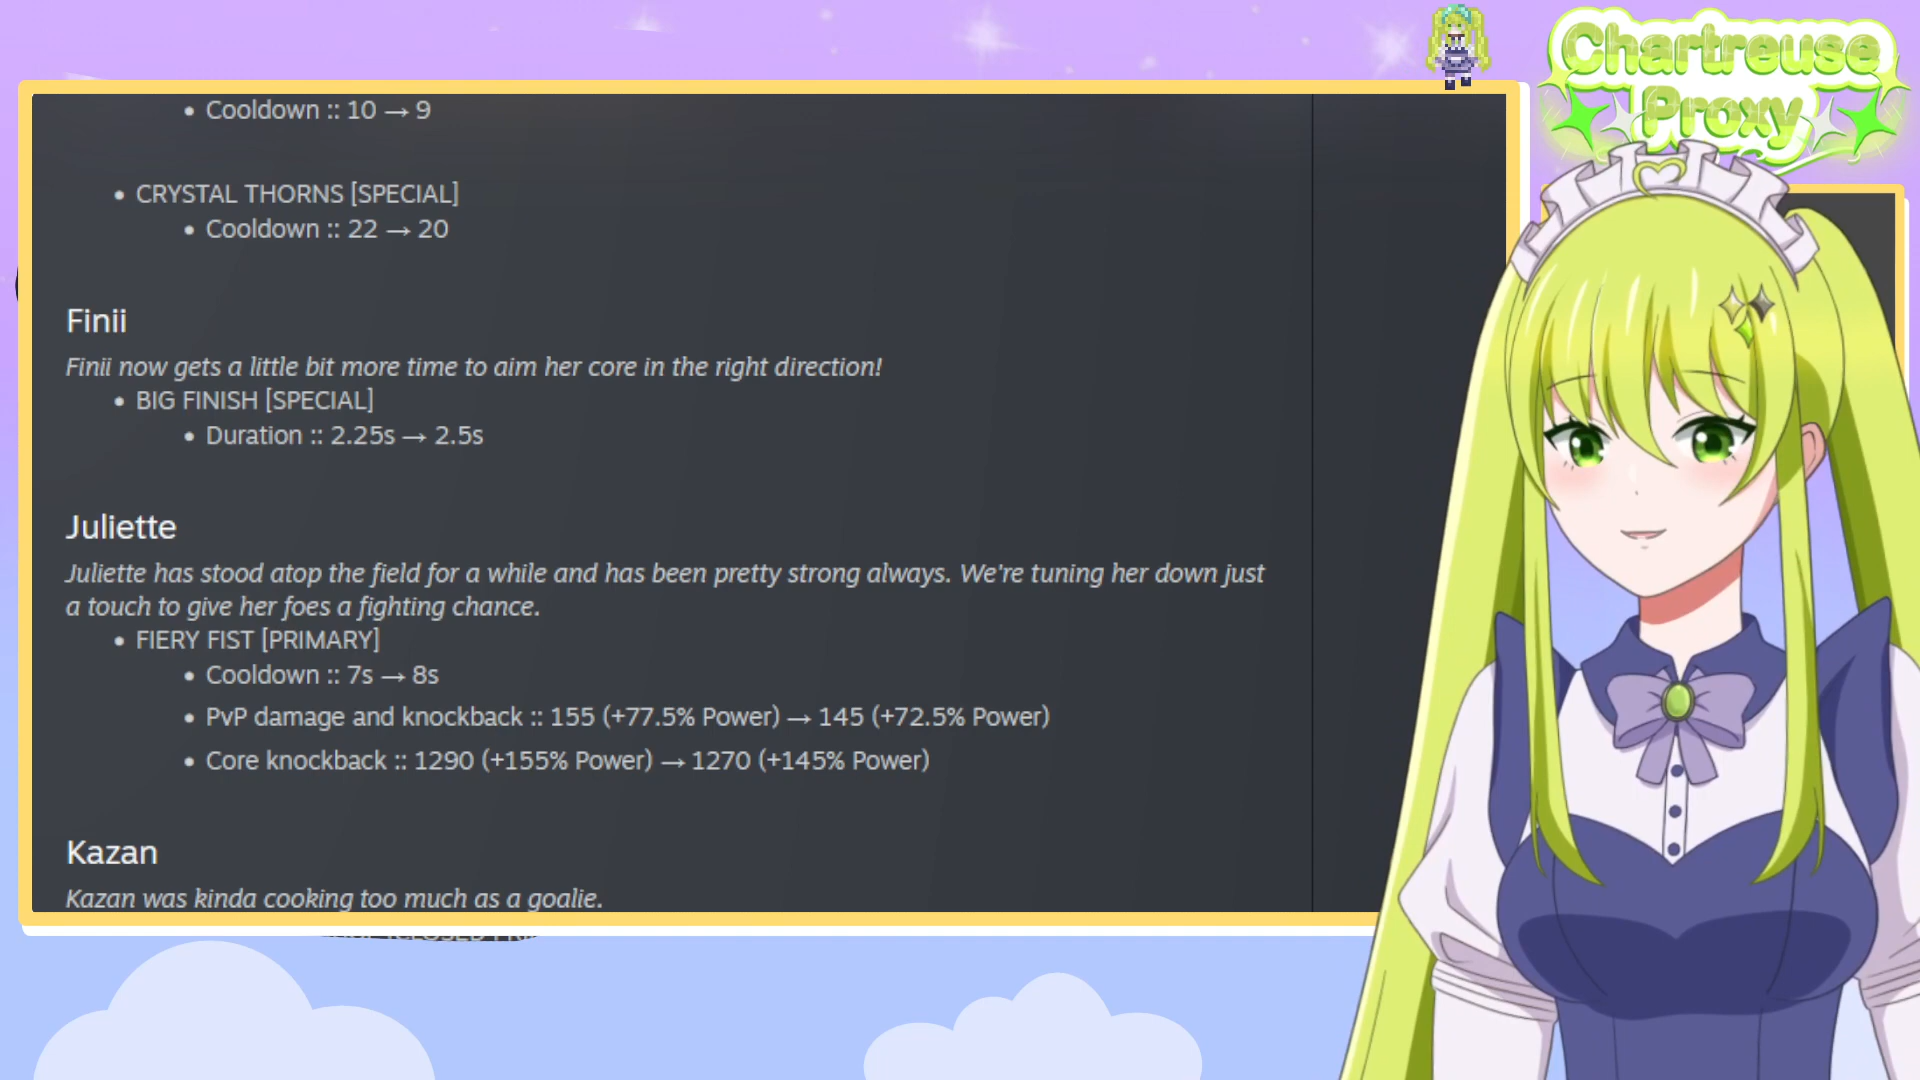 Chartreuse
Proxy
• Cooldown :: 10 → 9
• CRYSTAL THORNS [SPECIAL]
• Cooldown :: 22 → 20
Finii
Finii now gets a little bit more time to aim her core in the right direction!
• BIG FINISH [SPECIAL]
• Duration :: 2.25s → 2.5s
Juliette
Juliette has stood atop the field for a while and has been pretty strong always. We're tuning her down just
a touch to give her foes a fighting chance.
• FIERY FIST [PRIMARY]
• Cooldown :: 7s → 8s
• PvP damage and knockback :: 155 (+77.5% Power) → 145 (+72.5% Power)
• Core knockback :: 1290 (+155% Power) → 1270 (+145% Power)
Kazan
Kazan was kinda cooking too much as a goalie.